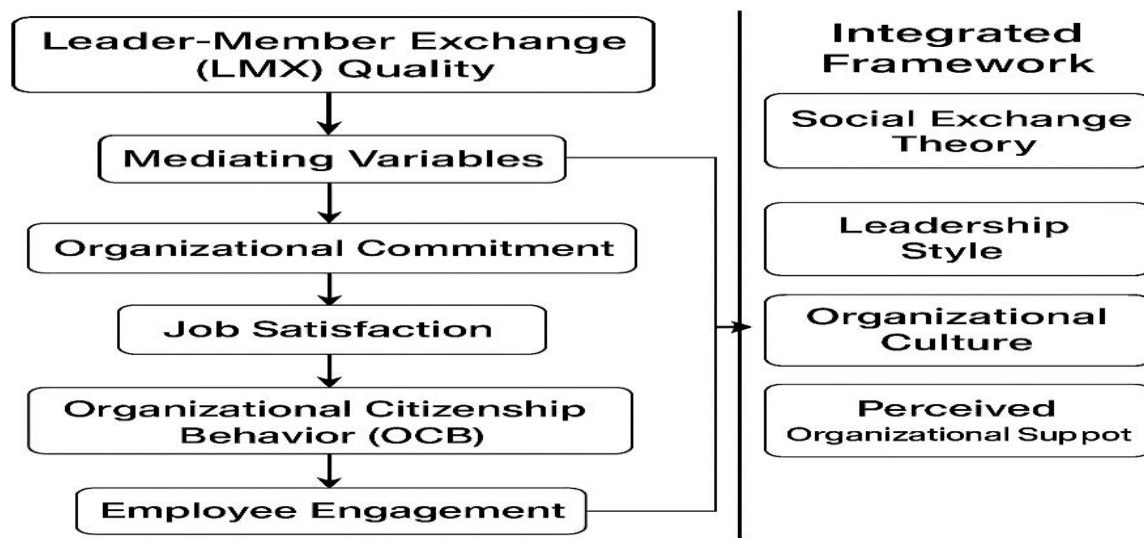 Leader-Member Exchange
(LMX) Quality
Mediating Variables
Organizational Commitment
Job Satisfaction
Organizational Citizenship
Behavior (OCB)
Employee Engagement
Integrated
Framework
Social Exchange
Theory
Leadership
Style
Organizational
Culture
Perceived
Organizational Suppot